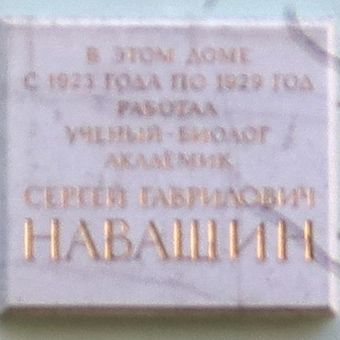 В ЭТОМ ДОМЕ
С 1923 ГОДА ПО 1929 ГОД
РАБОТАЛ
УЧЕНЫЙ-БИОЛОГ
АКАДЕМИК
СЕРГЕЙ ГАВРИЛОВИЧ
НАВАШИН